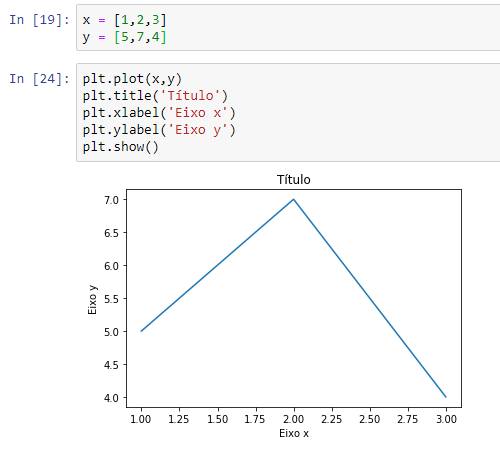 In [19]: x = [1,2,3]
y = [5,7,4]
In [24]: plt.plot(x,y)
plt.title('Título')
plt.xlabel('Eixo x')
plt.ylabel('Eixo y')
plt.show()
Título
7.0
6.5
6.0
5.5
5.0
4.5
4.0
Eixo y
1.00 1.25 1.50 1.75 2.00 2.25 2.50 2.75 3.00
Eixo x